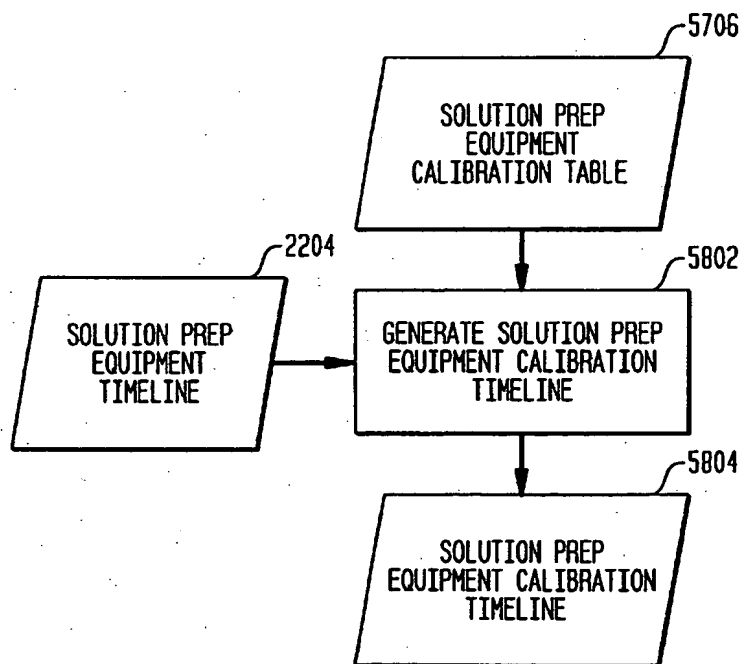 5706
SOLUTION PREP
EQUIPMENT
CALIBRATION TABLE
2204
SOLUTION PREP
EQUIPMENT
TIMELINE
5802
GENERATE SOLUTION PREP
EQUIPMENT CALIBRATION
TIMELINE
5804
SOLUTION PREP
EQUIPMENT CALIBRATION
TIMELINE